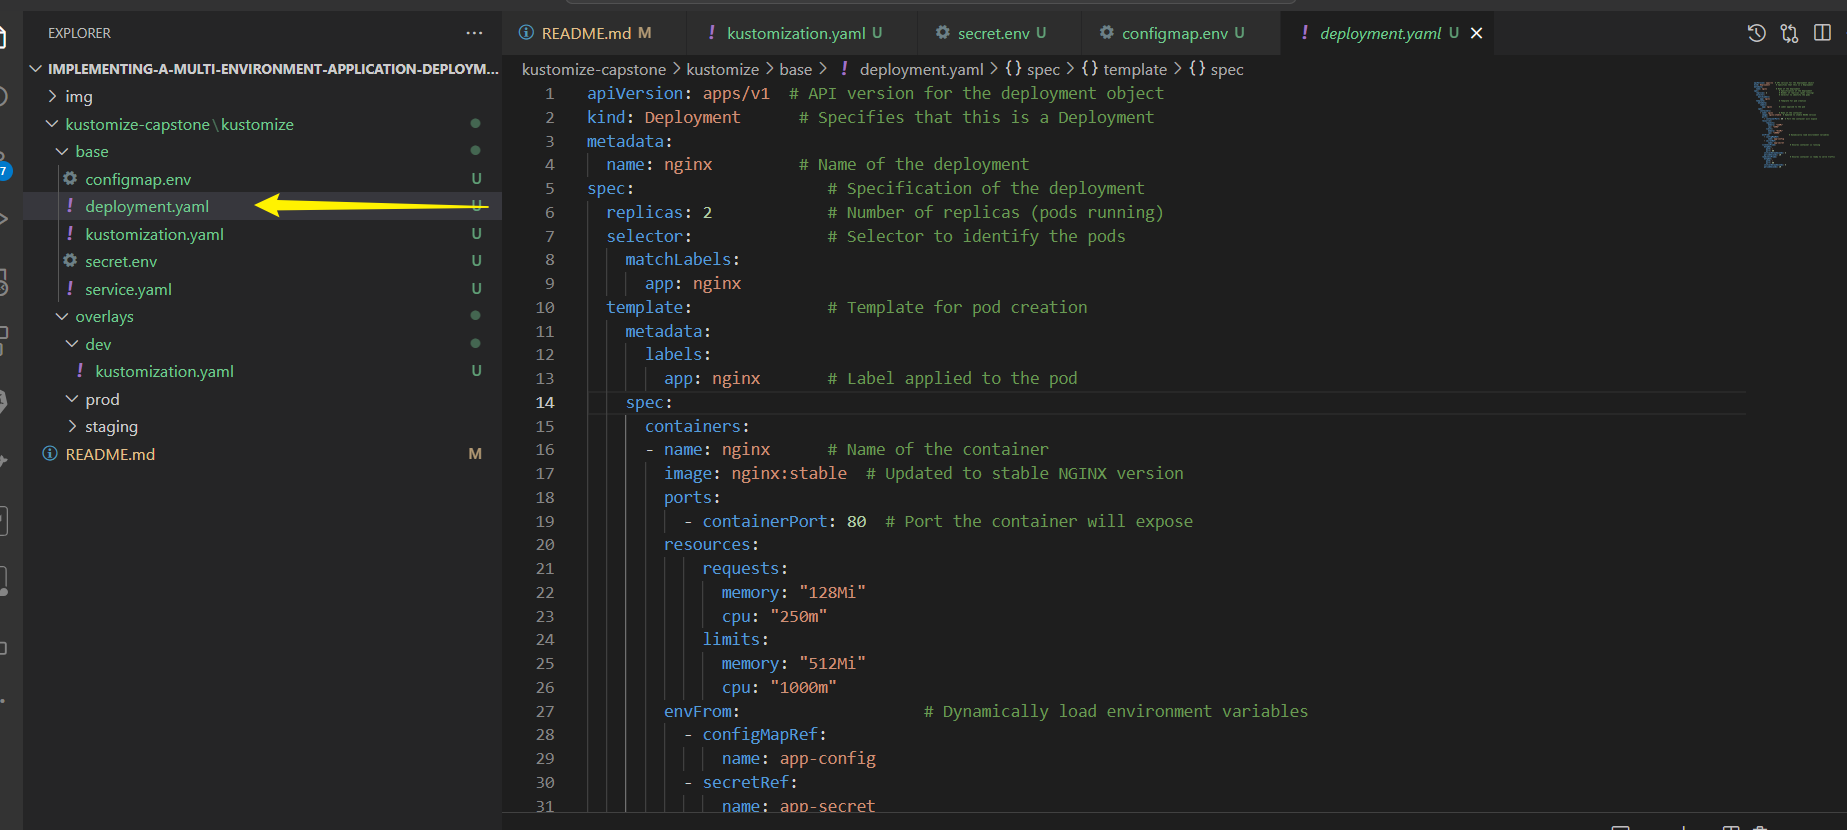 EXPLORER
IMPLEMENTING-A-MULTI-ENVIRONMENT-APPLICATION-DEPLOYM...
img
kustomize-capstone\kustomize
base
configmap.env U
deployment.yaml U
kustomization.yaml U
secret.env U
service.yaml U
overlays
dev
kustomization.yaml U
prod
staging
README.md M
7
README.md M
kustomization.yaml U
secret.env U
configmap.env U
deployment.yaml U
kustomize-capstone > kustomize > base > ! deployment.yaml > {} spec > {} template > {} spec
1 apiVersion: apps/v1 # API version for the deployment object
2 kind: Deployment # Specifies that this is a Deployment
3 metadata:
4 name: nginx # Name of the deployment
5 spec: # Specification of the deployment
6 replicas: 2 # Number of replicas (pods running)
7 selector: # Selector to identify the pods
8 matchLabels:
9 app: nginx
10 template: # Template for pod creation
11 metadata:
12 labels:
13 app: nginx # Label applied to the pod
14 spec:
15 containers:
16 - name: nginx # Name of the container
17 image: nginx:stable # Updated to stable NGINX version
18 ports:
19 - containerPort: 80 # Port the container will expose
20 resources:
21 requests:
22 memory: "128Mi"
23 cpu: "250m"
24 limits:
25 memory: "512Mi"
26 cpu: "1000m"
27 envFrom: # Dynamically load environment variables
28 - configMapRef:
29 name: app-config
30 - secretRef:
31 name: app-secret